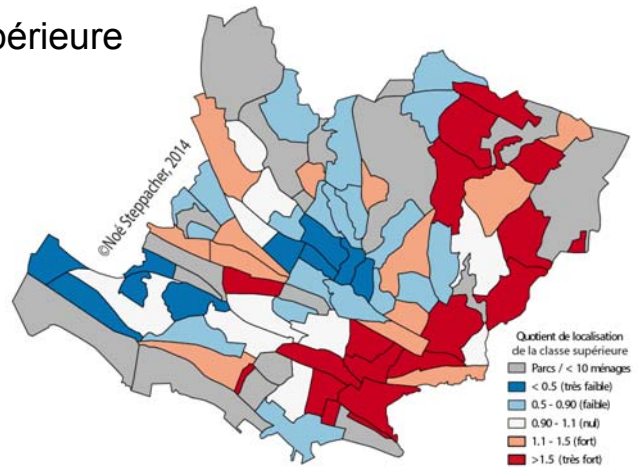 périeure
©Noé Steppacher, 2014
Quotient de localisation
de la classe supérieure
Parcs / < 10 ménages
< 0.5 (très faible)
0.5 - 0.90 (faible)
0.90 - 1.1 (nul)
1.1 - 1.5 (fort)
>1.5 (très fort)